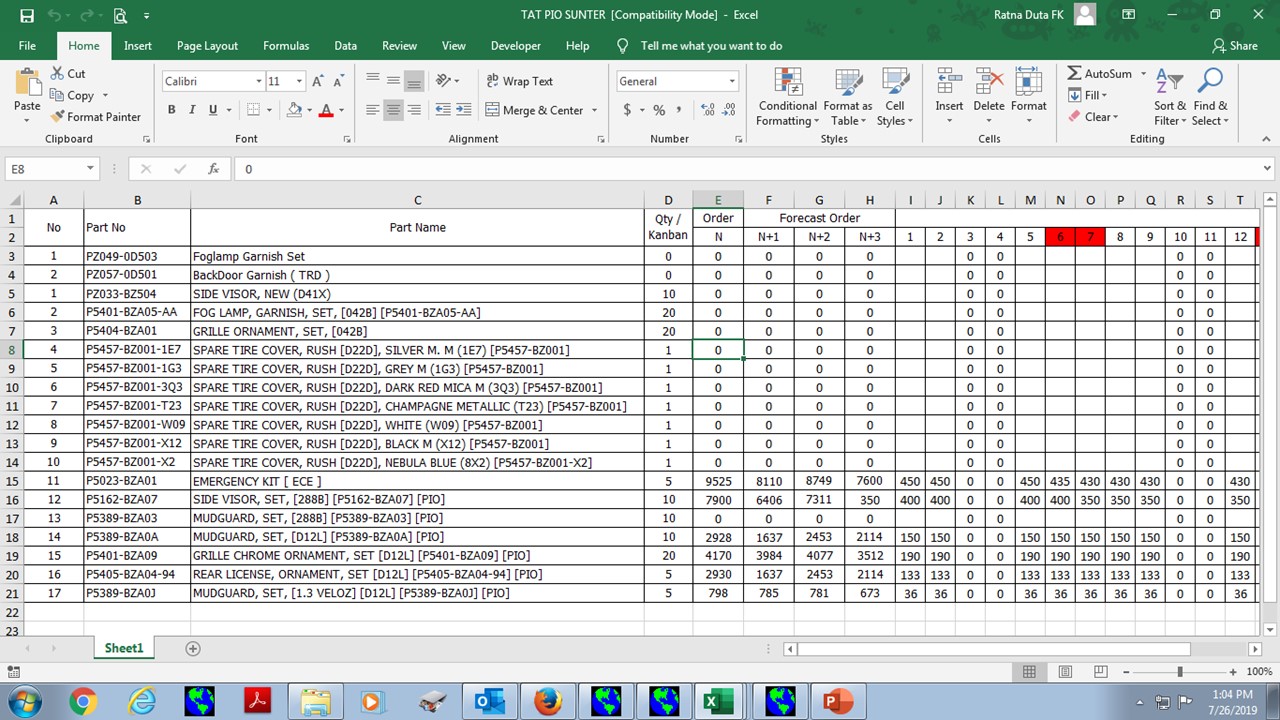 TAT PIO SUNTER [Compatibility Mode] - Excel
Ratna Duta FK
File Home Insert Page Layout Formulas Data Review View Developer Help Tell me what you want to do Share
Paste Cut Copy Format Painter Clipboard
Calibri 11 B I U A Font
Wrap Text Merge & Center Alignment
General $ % , Number
Conditional Formatting Format as Table Cell Styles Styles
Insert Delete Format Cells
AutoSum Fill Clear Sort & Filter Find & Select Editing
E8 fx 0
A B C D E F G H I J K L M N O P Q R S T
1 No Part No Part Name Qty / Kanban Order Forecast Order
2 N N+1 N+2 N+3 1 2 3 4 5 6 7 8 9 10 11 12
3 1 PZ049-0D503 Foglamp Garnish Set 0 0 0 0 0 0 0 0 0
4 2 PZ057-0D501 BackDoor Garnish ( TRD ) 0 0 0 0 0 0 0 0 0
5 1 PZ033-BZ504 SIDE VISOR, NEW (D41X) 10 0 0 0 0 0 0 0 0
6 2 P5401-BZA05-AA FOG LAMP, GARNISH, SET, [042B] [P5401-BZA05-AA] 20 0 0 0 0 0 0 0 0
7 3 P5404-BZA01 GRILLE ORNAMENT, SET, [042B] 20 0 0 0 0 0 0 0 0
8 4 P5457-BZ001-1E7 SPARE TIRE COVER, RUSH [D22D], SILVER M. M (1E7) [P5457-BZ001] 1 0 0 0 0 0 0 0 0
9 5 P5457-BZ001-1G3 SPARE TIRE COVER, RUSH [D22D], GREY M (1G3) [P5457-BZ001] 1 0 0 0 0 0 0 0 0
10 6 P5457-BZ001-3Q3 SPARE TIRE COVER, RUSH [D22D], DARK RED MICA M (3Q3) [P5457-BZ001] 1 0 0 0 0 0 0 0 0
11 7 P5457-BZ001-T23 SPARE TIRE COVER, RUSH [D22D], CHAMPAGNE METALLIC (T23) [P5457-BZ001] 1 0 0 0 0 0 0 0 0
12 8 P5457-BZ001-W09 SPARE TIRE COVER, RUSH [D22D], WHITE (W09) [P5457-BZ001] 1 0 0 0 0 0 0 0 0
13 9 P5457-BZ001-X12 SPARE TIRE COVER, RUSH [D22D], BLACK M (X12) [P5457-BZ001] 1 0 0 0 0 0 0 0 0
14 10 P5457-BZ001-X2 SPARE TIRE COVER, RUSH [D22D], NEBULA BLUE (8X2) [P5457-BZ001-X2] 1 0 0 0 0 0 0 0 0
15 11 P5023-BZA01 EMERGENCY KIT [ ECE ] 5 9525 8110 8749 7600 450 450 0 0 450 435 430 430 430 0 0 430
16 12 P5162-BZA07 SIDE VISOR, SET, [288B] [P5162-BZA07] [PIO] 10 7900 6406 7311 350 400 400 0 0 400 400 350 350 350 0 0 350
17 13 P5389-BZA03 MUDGUARD, SET, [288B] [P5389-BZA03] [PIO] 10 0 0 0 0 0 0 0 0
18 14 P5389-BZA0A MUDGUARD, SET, [D12L] [P5389-BZA0A] [PIO] 10 2928 1637 2453 2114 150 150 0 0 150 150 150 150 150 0 0 150
19 15 P5401-BZA09 GRILLE CHROME ORNAMENT, SET [D12L] [P5401-BZA09] [PIO] 20 4170 3984 4077 3512 190 190 0 0 190 190 190 190 190 0 0 190
20 16 P5405-BZA04-94 REAR LICENSE, ORNAMENT, SET [D12L] [P5405-BZA04-94] [PIO] 5 2930 1637 2453 2114 133 133 0 0 133 133 133 133 133 0 0 133
21 17 P5389-BZA0J MUDGUARD, SET, [1.3 VELOZ] [D12L] [P5389-BZA0J] [PIO] 5 798 785 781 673 36 36 0 0 36 36 36 36 36 0 0 36
22
23
Sheet1
100%
1:04 PM
7/26/2019